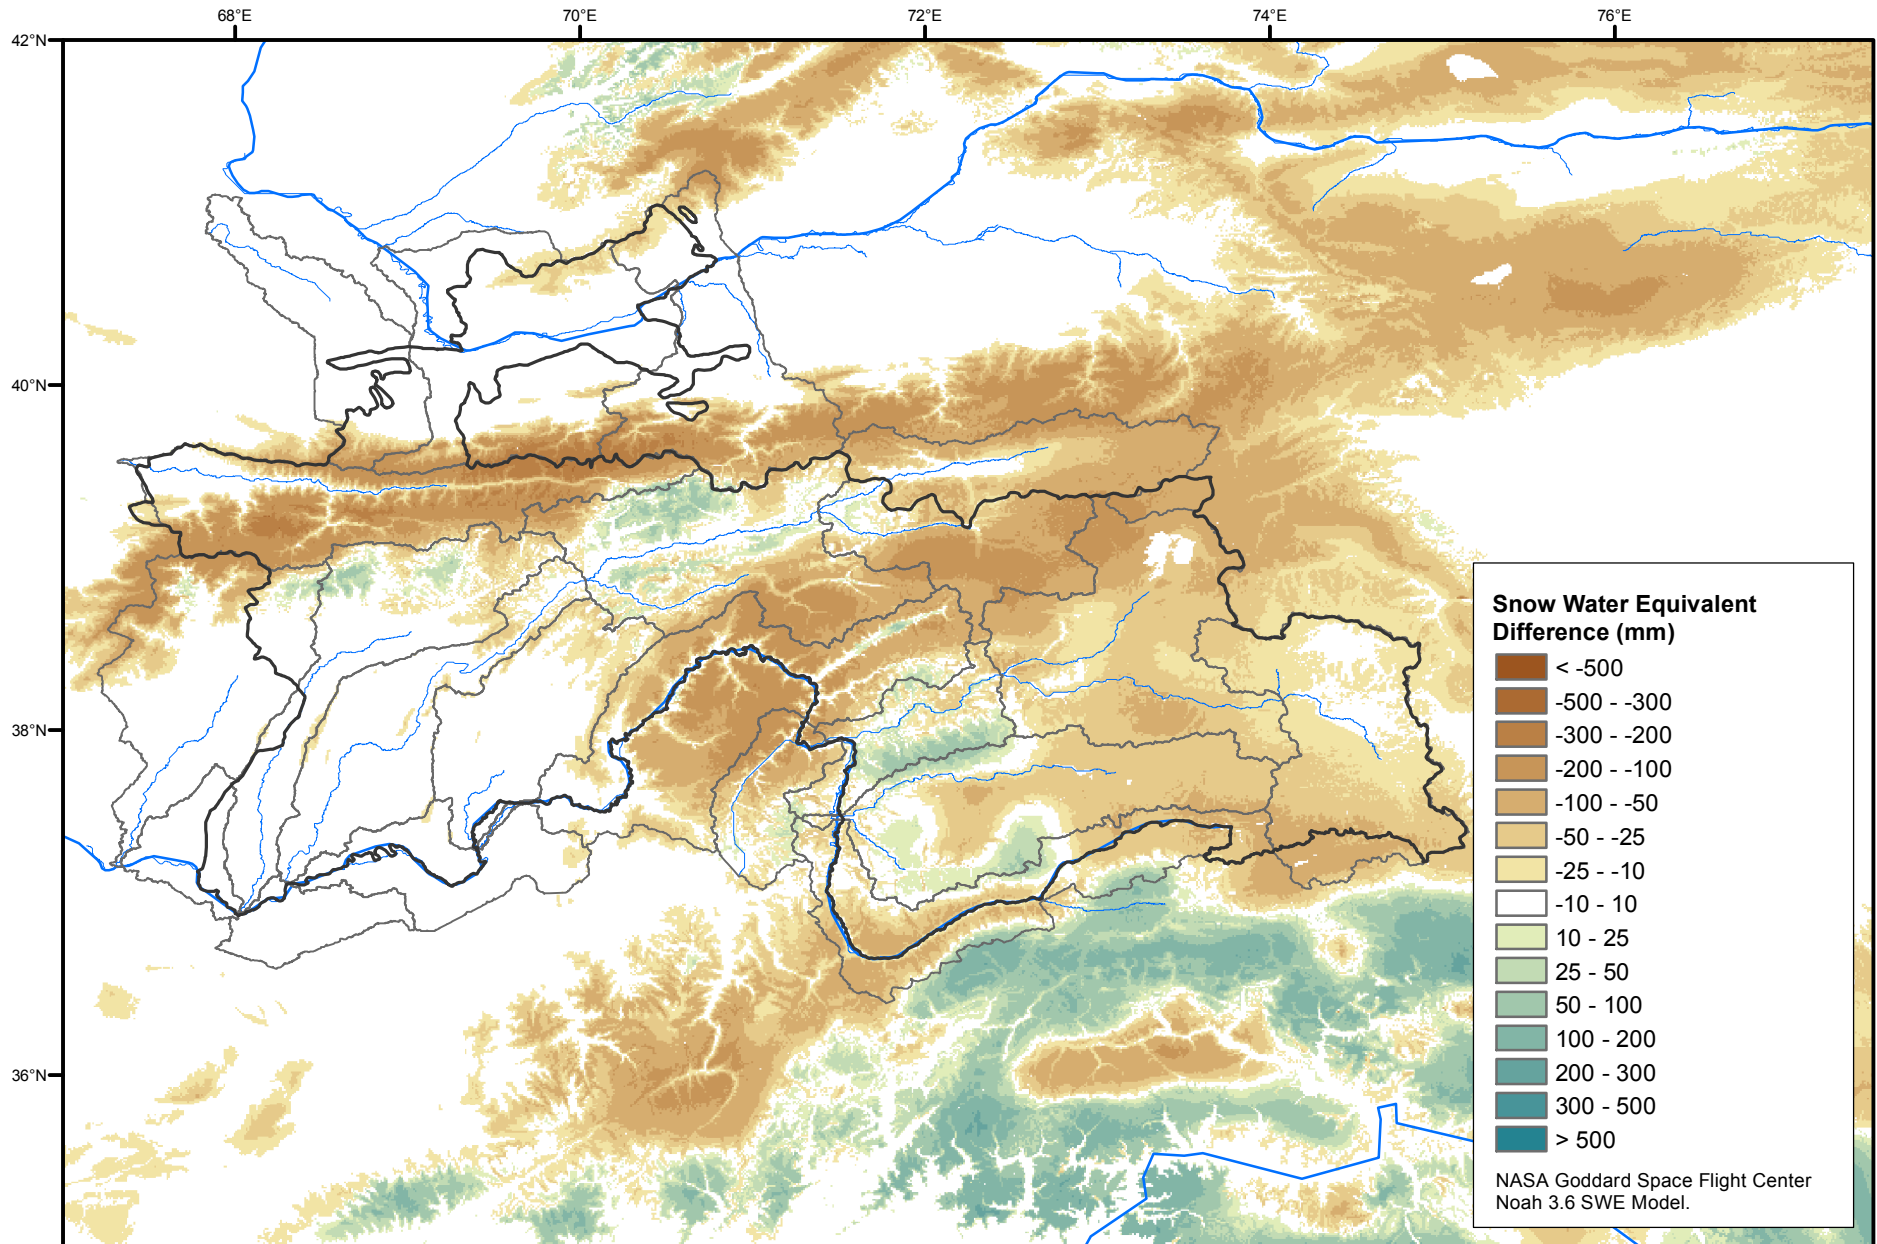 68°E
70°E
72°E
74°E
76°E
42°N
40°N
38°N
36°N
Snow Water Equivalent
Difference (mm)
< -500
-500 - -300
-300 - -200
-200 - -100
-100 - -50
-50 - -25
-25 - -10
-10 - 10
10 - 25
25 - 50
50 - 100
100 - 200
200 - 300
300 - 500
> 500
NASA Goddard Space Flight Center
Noah 3.6 SWE Model.